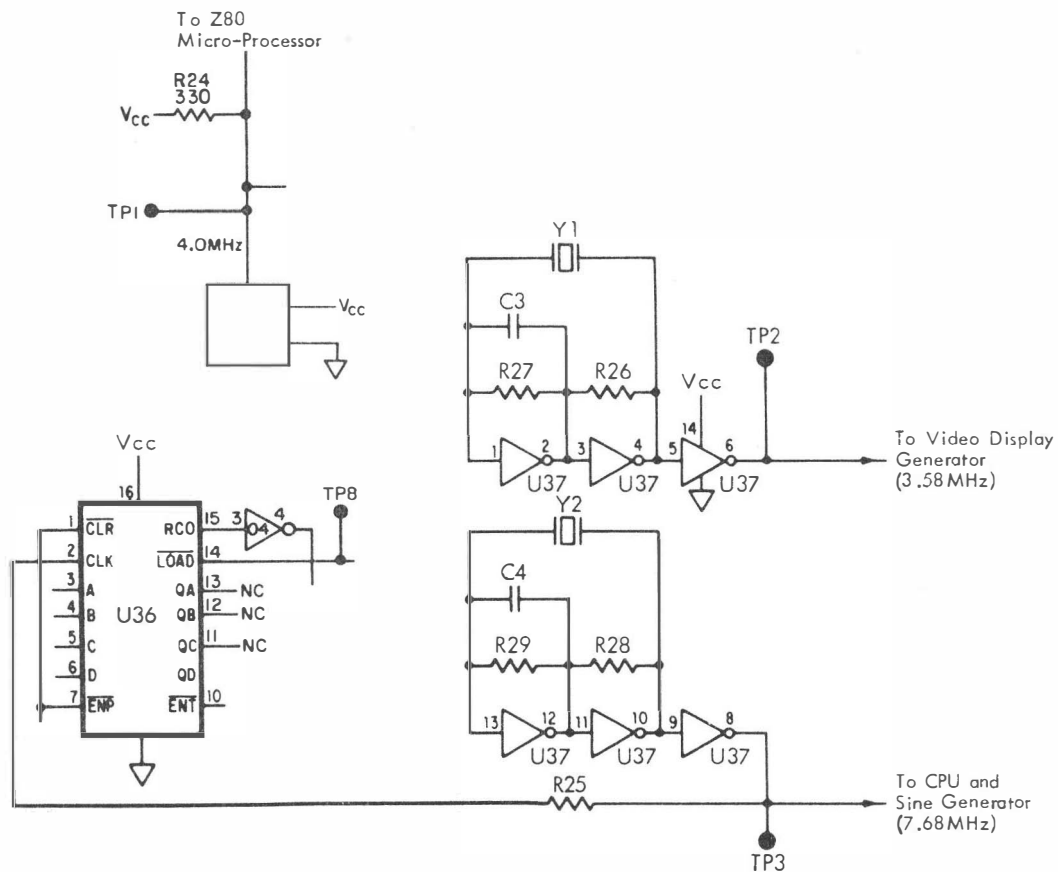 To Z80
Micro-Processor
R24
330
Vcc
TP1
4.0MHz
Vcc
Y1
C3
TP2
R27
R26
Vcc
14
1
2
3
4
5
6
U37
U37
U37
To Video Display
Generator
(3.58MHz)
Vcc
16
TP8
1
CLR
RCO
15
3
04
4
2
CLK
LOAD
14
3
A
QA
13
NC
4
B
U36
QB
12
NC
5
C
QC
11
NC
6
D
QD
7
ENP
ENT
10
Y2
C4
R29
R28
13
12
11
10
9
8
U37
U37
U37
R25
To CPU and
Sine Generator
(7.68MHz)
TP3